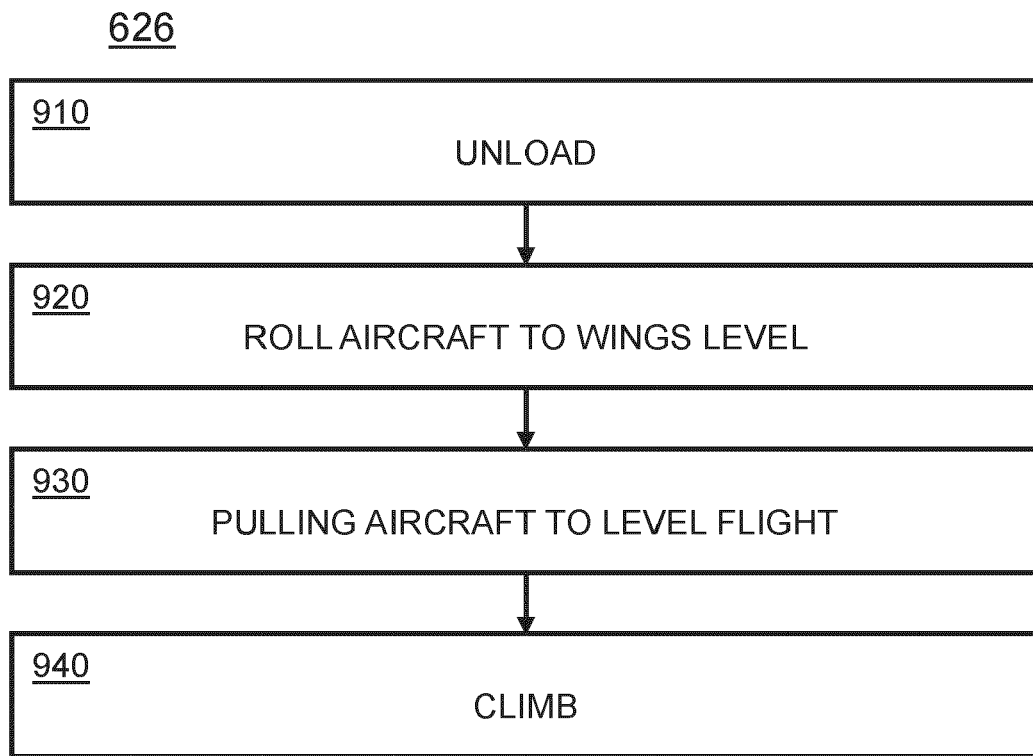 626
910
UNLOAD
920
ROLL AIRCRAFT TO WINGS LEVEL
930
PULLING AIRCRAFT TO LEVEL FLIGHT
940
CLIMB